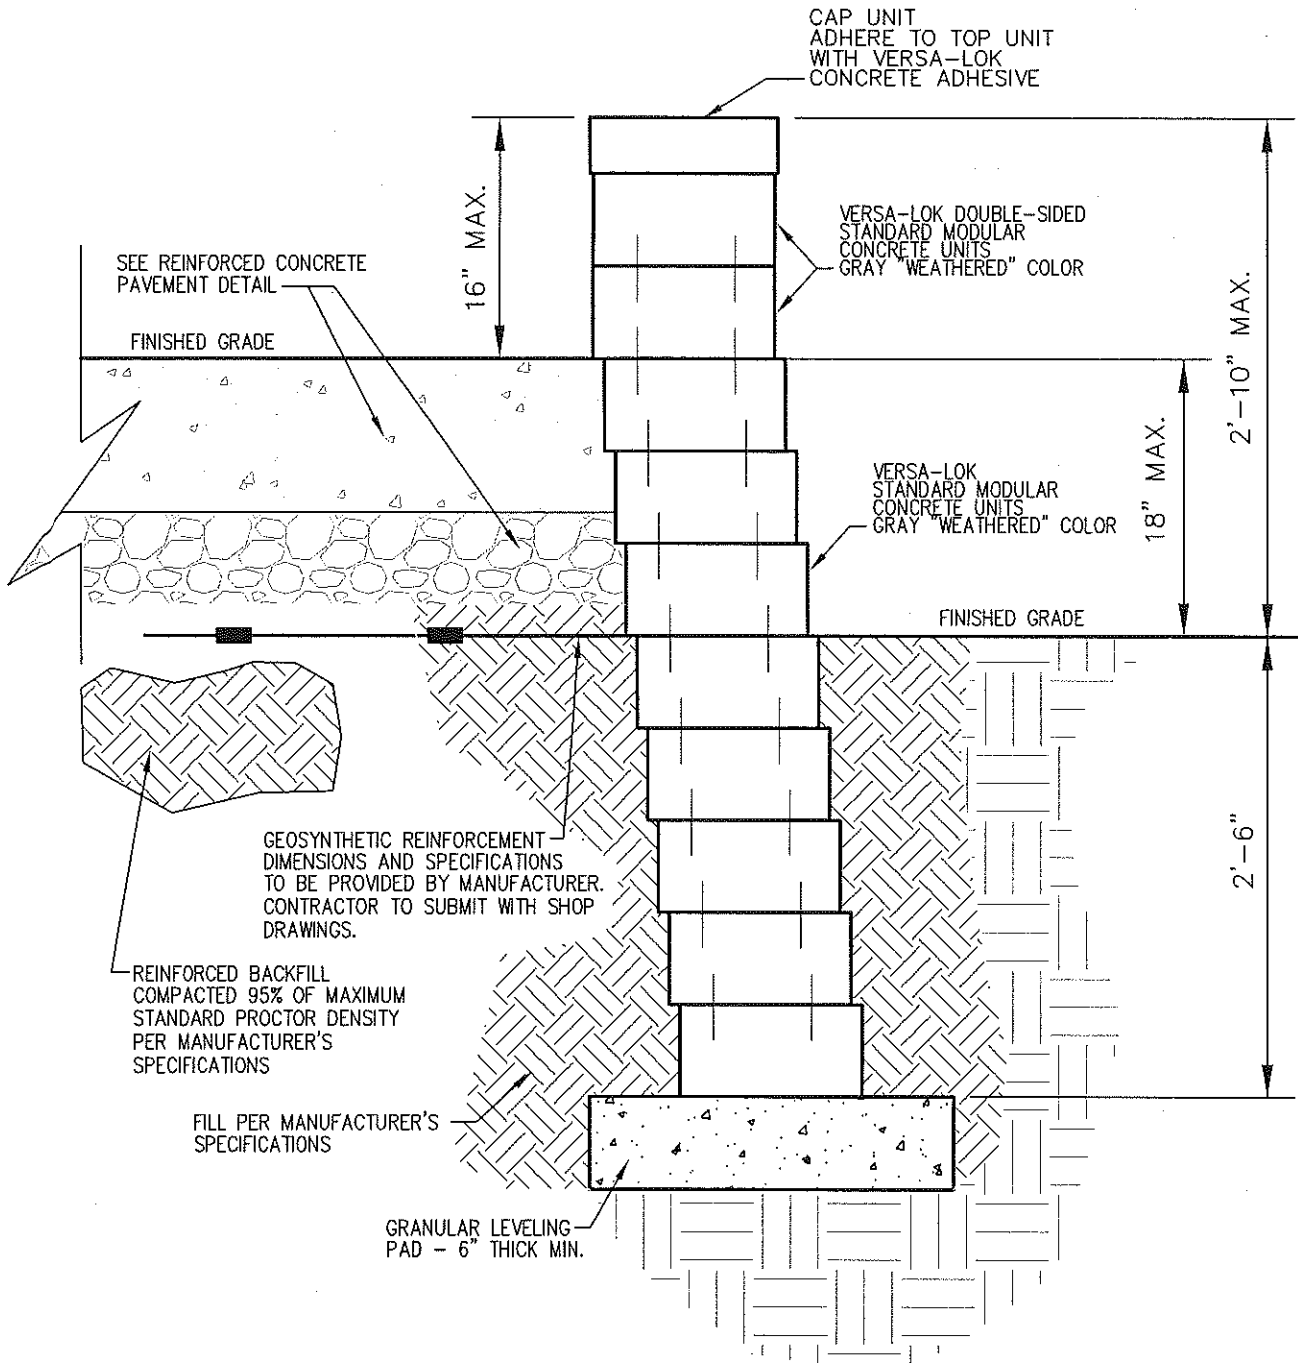 CAP UNIT
ADHERE TO TOP UNIT
WITH VERSA-LOK
CONCRETE ADHESIVE
16" MAX.
VERSA-LOK DOUBLE-SIDED
STANDARD MODULAR
CONCRETE UNITS
GRAY "WEATHERED" COLOR
2'-10" MAX.
SEE REINFORCED CONCRETE
PAVEMENT DETAIL
FINISHED GRADE
18" MAX.
VERSA-LOK
STANDARD MODULAR
CONCRETE UNITS
GRAY "WEATHERED" COLOR
FINISHED GRADE
2'-6"
GEOSYNTHETIC REINFORCEMENT
DIMENSIONS AND SPECIFICATIONS
TO BE PROVIDED BY MANUFACTURER.
CONTRACTOR TO SUBMIT WITH SHOP
DRAWINGS.
REINFORCED BACKFILL
COMPACTED 95% OF MAXIMUM
STANDARD PROCTOR DENSITY
PER MANUFACTURER'S
SPECIFICATIONS
FILL PER MANUFACTURER'S
SPECIFICATIONS
GRANULAR LEVELING
PAD - 6" THICK MIN.